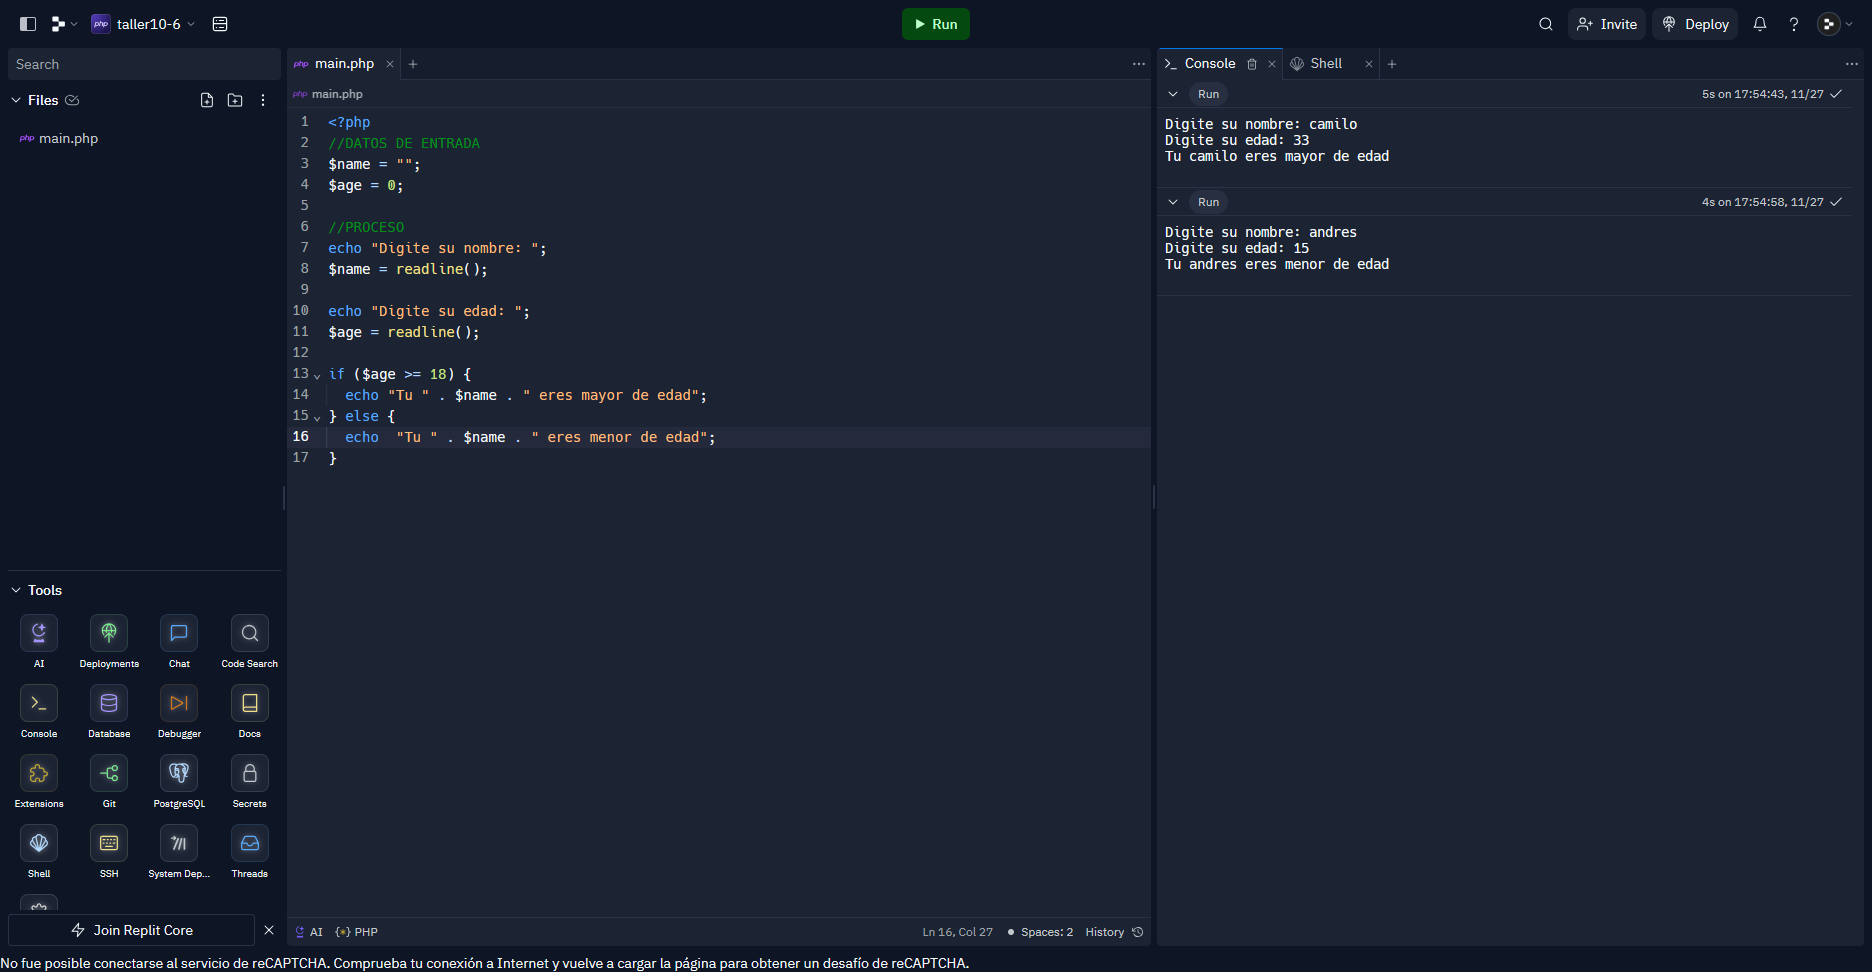 php taller10-6
Run
Invite
Deploy
Search
Files
php main.php
Tools
AI
Deployments
Chat
Code Search
Console
Database
Debugger
Docs
Extensions
Git
PostgreSQL
Secrets
Shell
SSH
System Dep...
Threads
Join Replit Core
php main.php
php main.php
1 <?php
2 //DATOS DE ENTRADA
3 $name = "";
4 $age = 0;
5
6 //PROCESO
7 echo "Digite su nombre: ";
8 $name = readline();
9
10 echo "Digite su edad: ";
11 $age = readline();
12
13 if ($age >= 18) {
14   echo "Tu " . $name . " eres mayor de edad";
15 } else {
16   echo  "Tu " . $name . " eres menor de edad";
17 }
AI {*} PHP
Ln 16, Col 27 Spaces: 2 History
Console
Shell
Run 5s on 17:54:43, 11/27
Digite su nombre: camilo
Digite su edad: 33
Tu camilo eres mayor de edad
Run 4s on 17:54:58, 11/27
Digite su nombre: andres
Digite su edad: 15
Tu andres eres menor de edad
No fue posible conectarse al servicio de reCAPTCHA. Comprueba tu conexión a Internet y vuelve a cargar la página para obtener un desafío de reCAPTCHA.